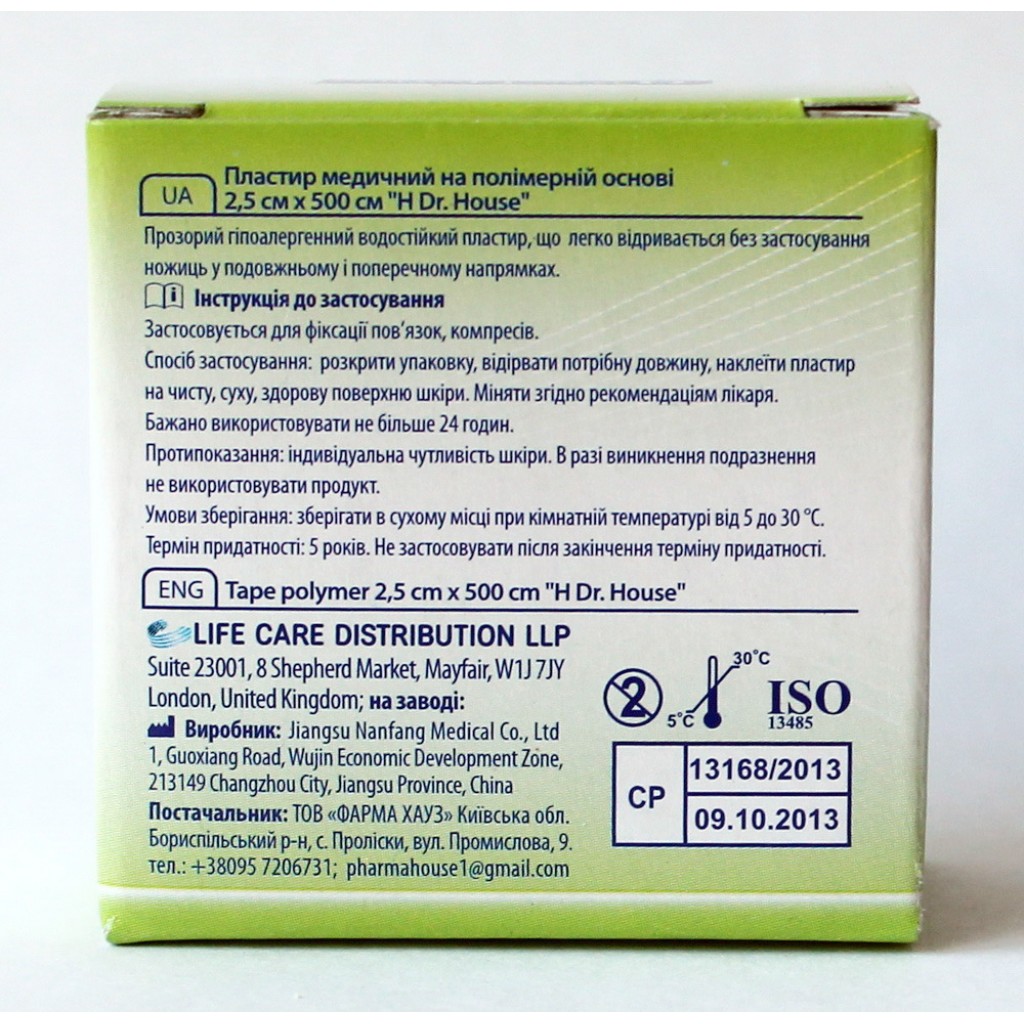 UA
Пластир медичний на полімерній основі
2,5 см х 500 см "H Dr. House"
Прозорий гіпоалергенний водостійкий пластир, що легко відривається без застосування
ножиць у подовжньому і поперечному напрямках.
i Інструкція до застосування
Застосовується для фіксації пов’язок, компресів.
Спосіб застосування: розкрити упаковку, відірвати потрібну довжину, наклеїти пластир
на чисту, суху, здорову поверхню шкіри. Міняти згідно рекомендаціям лікаря.
Бажано використовувати не більше 24 годин.
Протипоказання: індивідуальна чутливість шкіри. В разі виникнення подразнення
не використовувати продукт.
Умови зберігання: зберігати в сухому місці при кімнатній температурі від 5 до 30 °C.
Термін придатності: 5 років. Не застосовувати після закінчення терміну придатності.
ENG Tape polymer 2,5 cm x 500 cm "H Dr. House"
LIFE CARE DISTRIBUTION LLP
Suite 23001, 8 Shepherd Market, Mayfair, W1J 7JY
London, United Kingdom; на заводі:
Виробник: Jiangsu Nanfang Medical Co., Ltd
1, Guoxiang Road, Wujin Economic Development Zone,
213149 Changzhou City, Jiangsu Province, China
Постачальник: ТОВ «ФАРМА ХАУЗ» Київська обл.
Бориспільський р-н, с. Проліски, вул. Промислова, 9.
тел.: +38095 7206731; pharmahouse1@gmail.com
2
30°C
5°C
ISO
13485
СР
13168/2013
09.10.2013